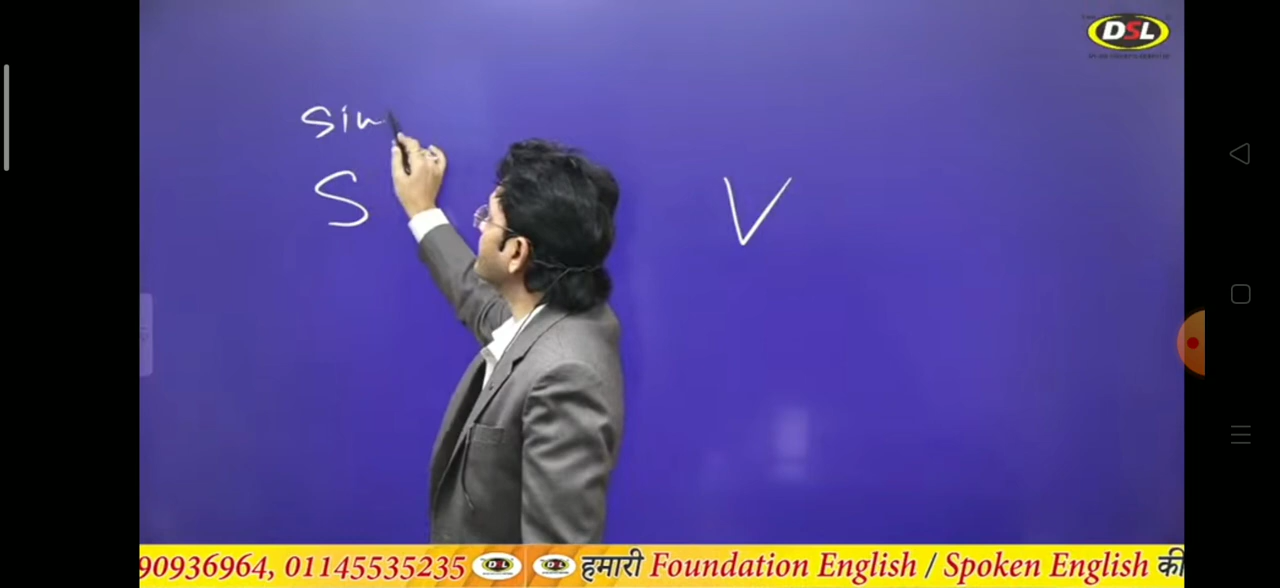 DSL
sin
S V
90936964, 01145535235 हमारी Foundation English / Spoken English की